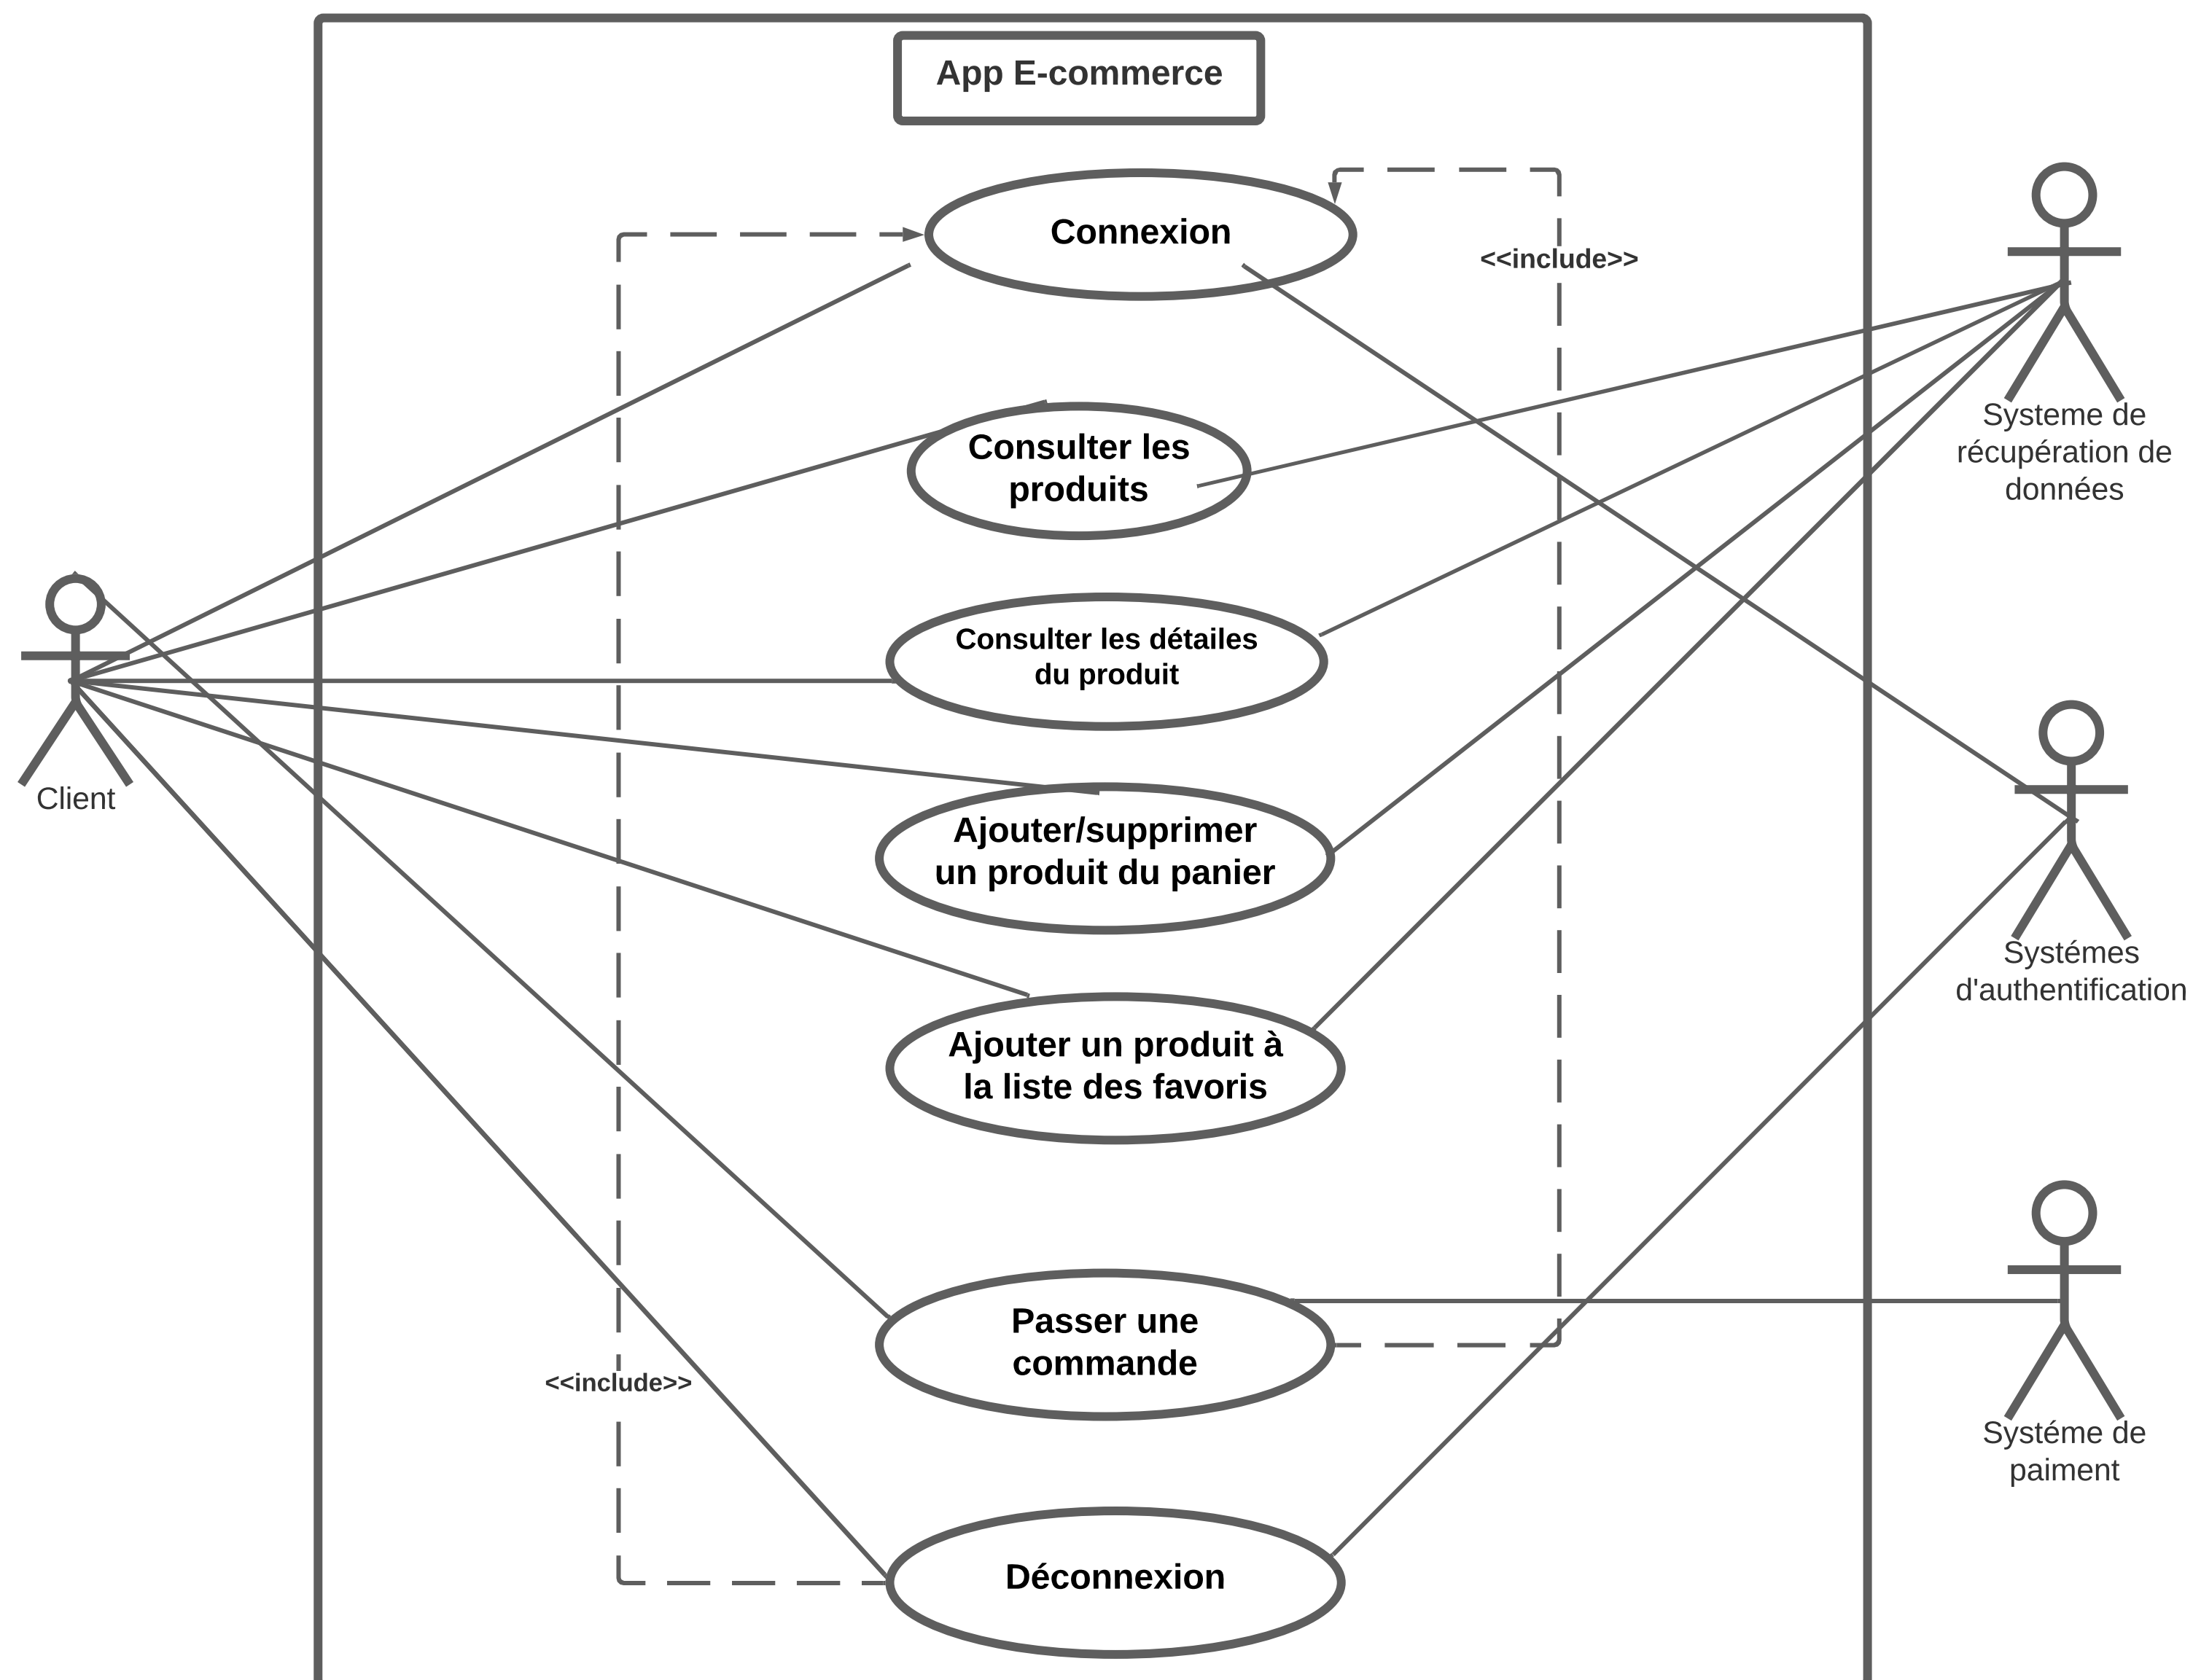 App E-commerce
Connexion
<<include>>
Consulter les
produits
Systeme de
récupération de
données
Consulter les détailes
du produit
Client
Ajouter/supprimer
un produit du panier
Systémes
d'authentification
Ajouter un produit à
la liste des favoris
Passer une
commande
<<include>>
Systéme de
paiment
Déconnexion